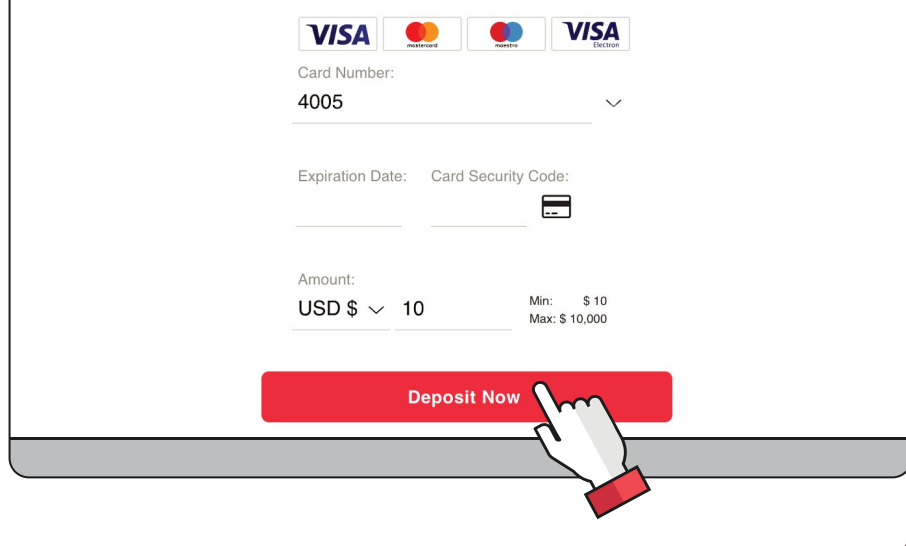 VISA mastercard maestro VISA Electron
Card Number:
4005
Expiration Date: Card Security Code:
Amount:
USD $ 10 Min: $ 10
Max: $ 10,000
Deposit Now